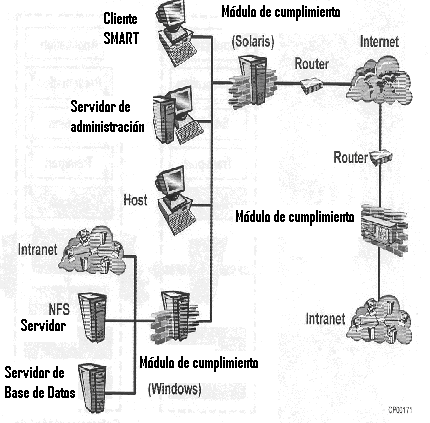 Cliente
SMART
Módulo de cumplimiento
(Solaris)
Router
Internet
Servidor de
administración
Router
Host
Módulo de cumplimiento
Intranet
NFS
Servidor
Intranet
Módulo de cumplimiento
(Windows)
Servidor de
Base de Datos
CP00171